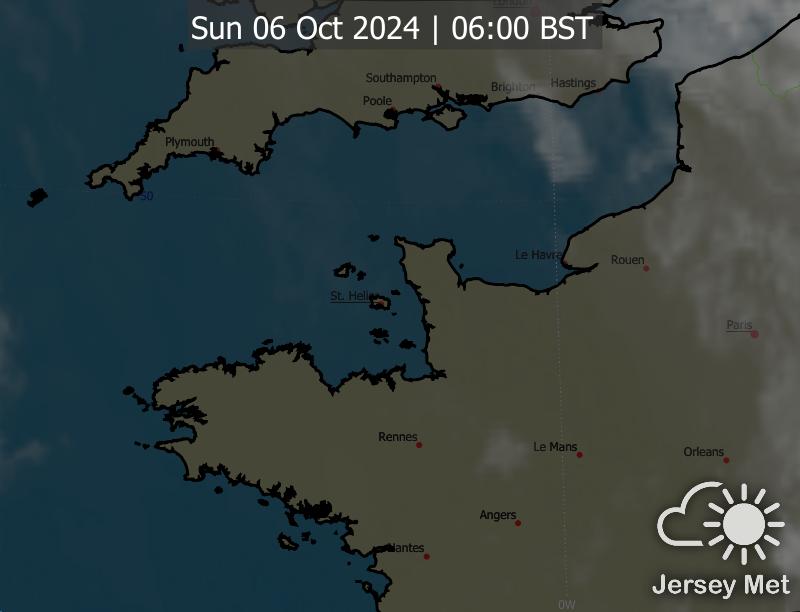 London
Sun 06 Oct 2024 | 06:00 BST
Southampton
Brighton
Hastings
Poole
Plymouth
50
Le Havre
Rouen
St. Helier
Paris
Rennes
Le Mans
Orleans
Angers
Nantes
0W
Jersey Met